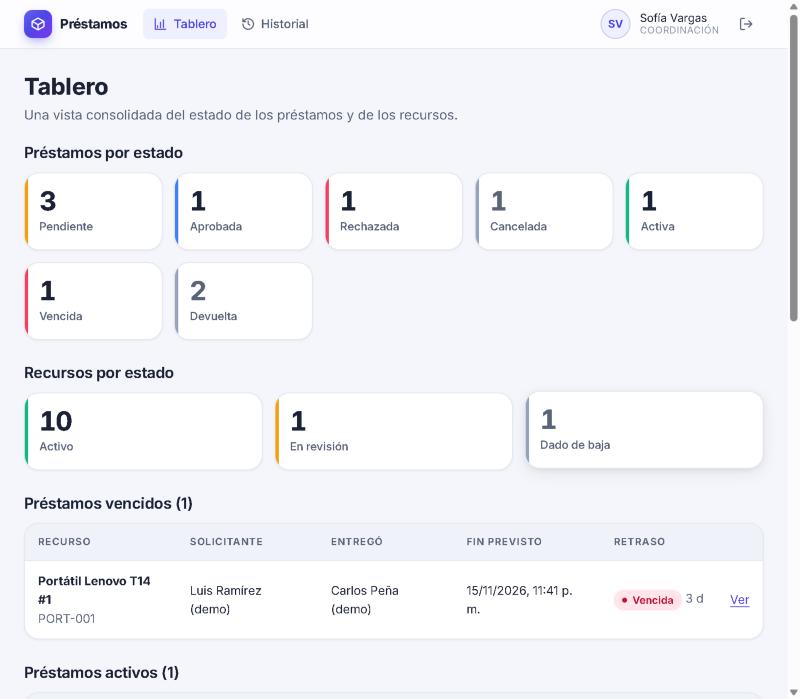 Préstamos
Tablero
Historial
SV
Sofía Vargas
COORDINACIÓN
Tablero
Una vista consolidada del estado de los préstamos y de los recursos.
Préstamos por estado
3
Pendiente
1
Aprobada
1
Rechazada
1
Cancelada
1
Activa
1
Vencida
2
Devuelta
Recursos por estado
10
Activo
1
En revisión
1
Dado de baja
Préstamos vencidos (1)
RECURSO SOLICITANTE ENTREGÓ FIN PREVISTO RETRASO
Portátil Lenovo T14
#1
PORT-001
Luis Ramírez
(demo)
Carlos Peña
(demo)
15/11/2026, 11:41 p.
m.
Vencida 3 d
Ver
Préstamos activos (1)